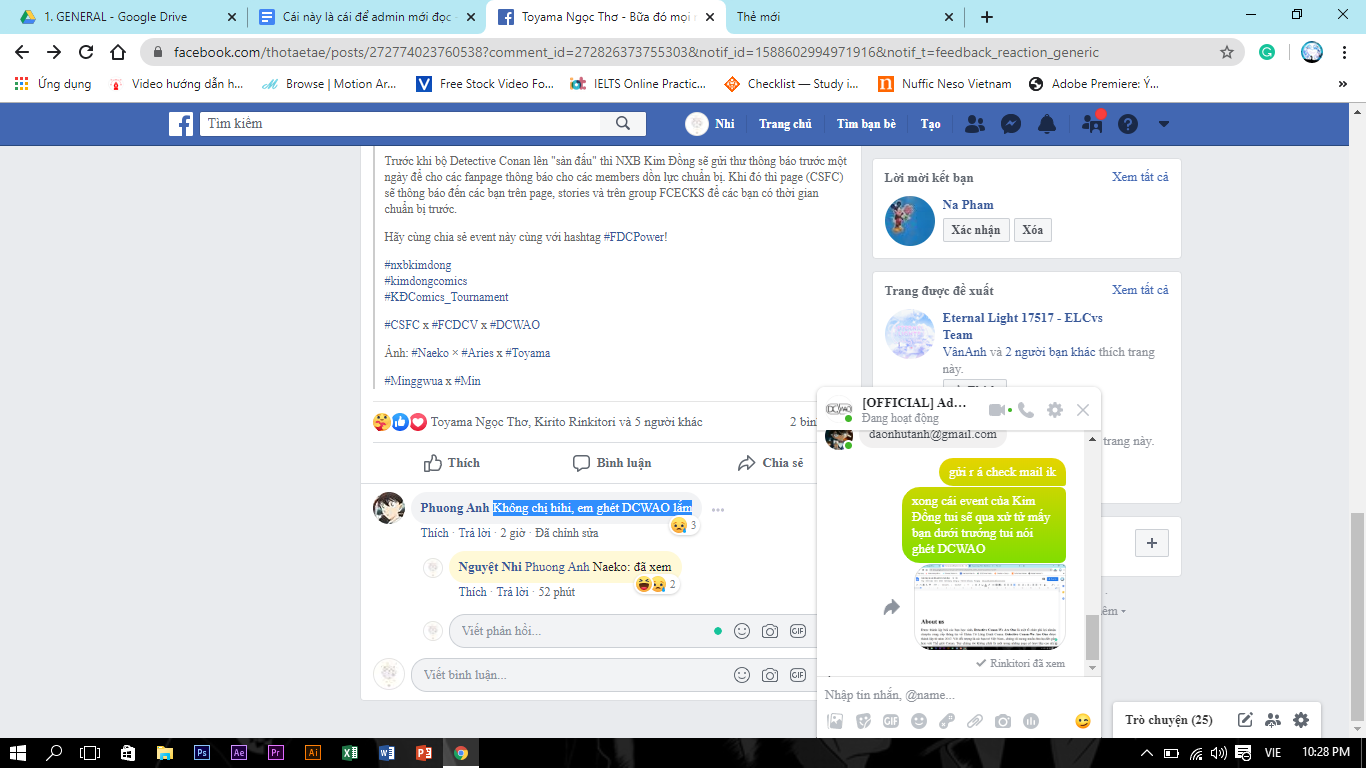 1. GENERAL - Google Drive
Cái này là cái để admin mới đọc -
Toyama Ngọc Thơ - Bữa đó mọi
Thẻ mới
facebook.com/thotaetae/posts/272774023760538?comment_id=272826373755303&notif_id=1588602994971916&notif_t=feedback_reaction_generic
Ứng dụng
Video hướng dẫn h...
Browse | Motion Ar...
Free Stock Video Fo...
IELTS Online Practic...
Checklist — Study i...
Nuffic Neso Vietnam
Adobe Premiere: Ý...
Tìm kiếm
Nhi
Trang chủ
Tìm bạn bè
Tạo
Trước khi bộ Detective Conan lên "sàn đấu" thì NXB Kim Đồng sẽ gửi thư thông báo trước một
ngày để cho các fanpage thông báo cho các members dồn lực chuẩn bị. Khi đó thì page (CSFC)
sẽ thông báo đến các bạn trên page, stories và trên group FCECKS để các bạn có thời gian
chuẩn bị trước.
Hãy cùng chia sẻ event này cùng với hashtag #FDCPower!
#nxbkimdong
#kimdongcomics
#KĐComics_Tournament
#CSFC x #FCDCV x #DCWAO
Ảnh: #Naeko × #Aries x #Toyama
#Minggwua x #Min
Toyama Ngọc Thơ, Kirito Rinkitori và 5 người khác
2 bìn
Thích
Bình luận
Chia sẻ
Phuong Anh Không chị hihi, em ghét DCWAO lắm
3
Thích · Trả lời · 2 giờ · Đã chỉnh sửa
Nguyệt Nhi Phuong Anh Naeko: đã xem
2
Thích · Trả lời · 52 phút
Viết phản hồi...
GIF
Viết bình luận...
GIF
Lời mời kết bạn
Xem tất cả
Na Pham
Xác nhận
Xóa
Trang được đề xuất
Xem tất cả
Eternal Light 17517 - ELCvs
Team
VânAnh và 2 người bạn khác thích trang
này.
trang này.
[OFFICIAL] Ad...
Đang hoạt động
daonhutanh@gmail.com
gửi r á check mail ik
xong cái event của Kim
Đồng tui sẽ qua xử tử mấy
bạn dưới trướng tui nói
ghét DCWAO
About us
Rinkitori đã xem
Nhập tin nhắn, @name...
GIF
Trò chuyện (25)
Ps
Ae
Pr
Ai
VIE
10:28 PM